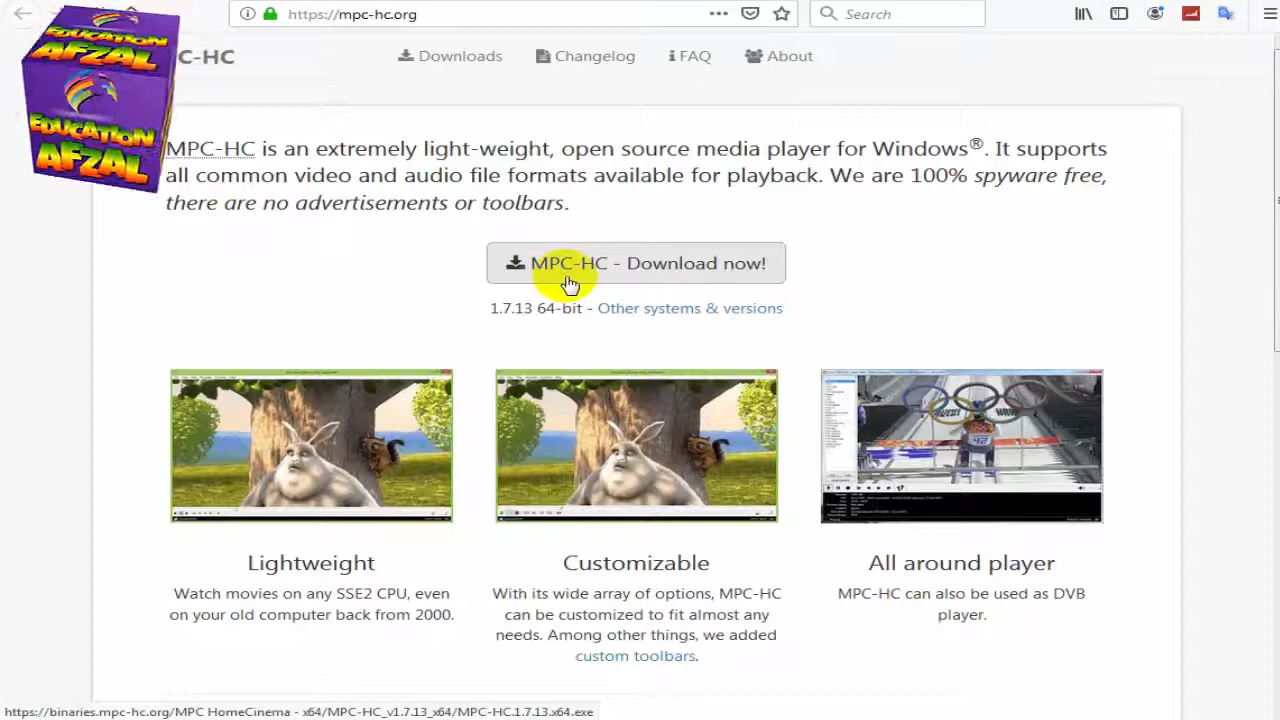 https://mpc-hc.org
Search
C-HC
Downloads
Changelog
FAQ
About
EDUCATION
AFZAL
EDUCATION
AFZAL
MPC-HC is an extremely light-weight, open source media player for Windows®. It supports
all common video and audio file formats available for playback. We are 100% spyware free,
there are no advertisements or toolbars.
MPC-HC - Download now!
1.7.13 64-bit - Other systems & versions
Lightweight
Watch movies on any SSE2 CPU, even
on your old computer back from 2000.
Customizable
With its wide array of options, MPC-HC
can be customized to fit almost any
needs. Among other things, we added
custom toolbars.
All around player
MPC-HC can also be used as DVB
player.
https://binaries.mpc-hc.org/MPC HomeCinema - x64/MPC-HC_v1.7.13_x64/MPC-HC.1.7.13.x64.exe